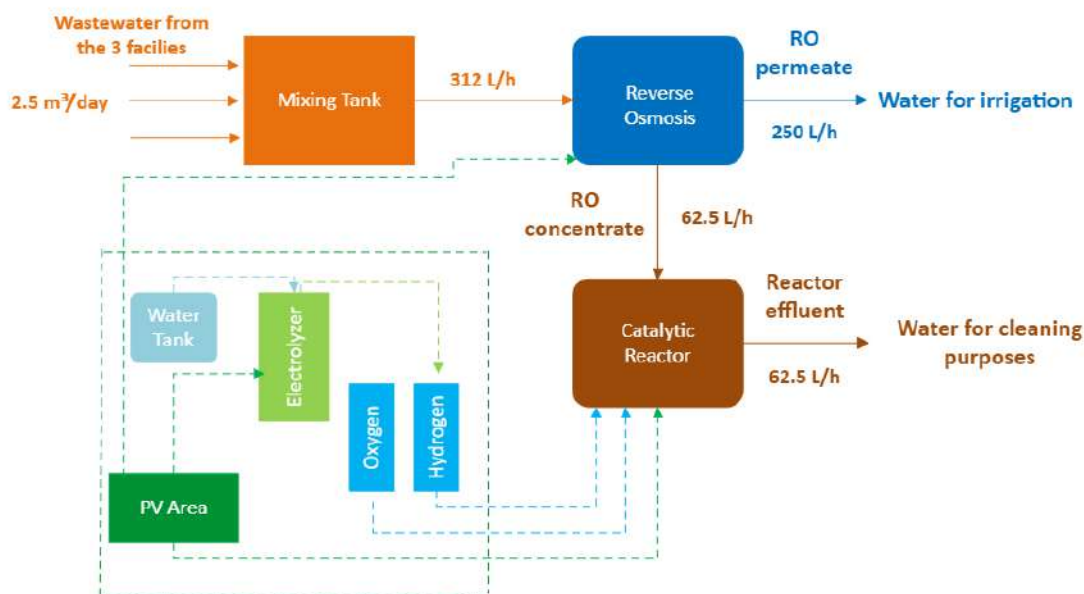 Wastewater from
the 3 facilies
2.5 m³/day
Mixing Tank
312 L/h
Reverse
Osmosis
RO
permeate
250 L/h
Water for irrigation
RO
concentrate
62.5 L/h
Water
Tank
Electrolyzer
Oxygen
Hydrogen
PV Area
Catalytic
Reactor
Reactor
effluent
62.5 L/h
Water for cleaning
purposes